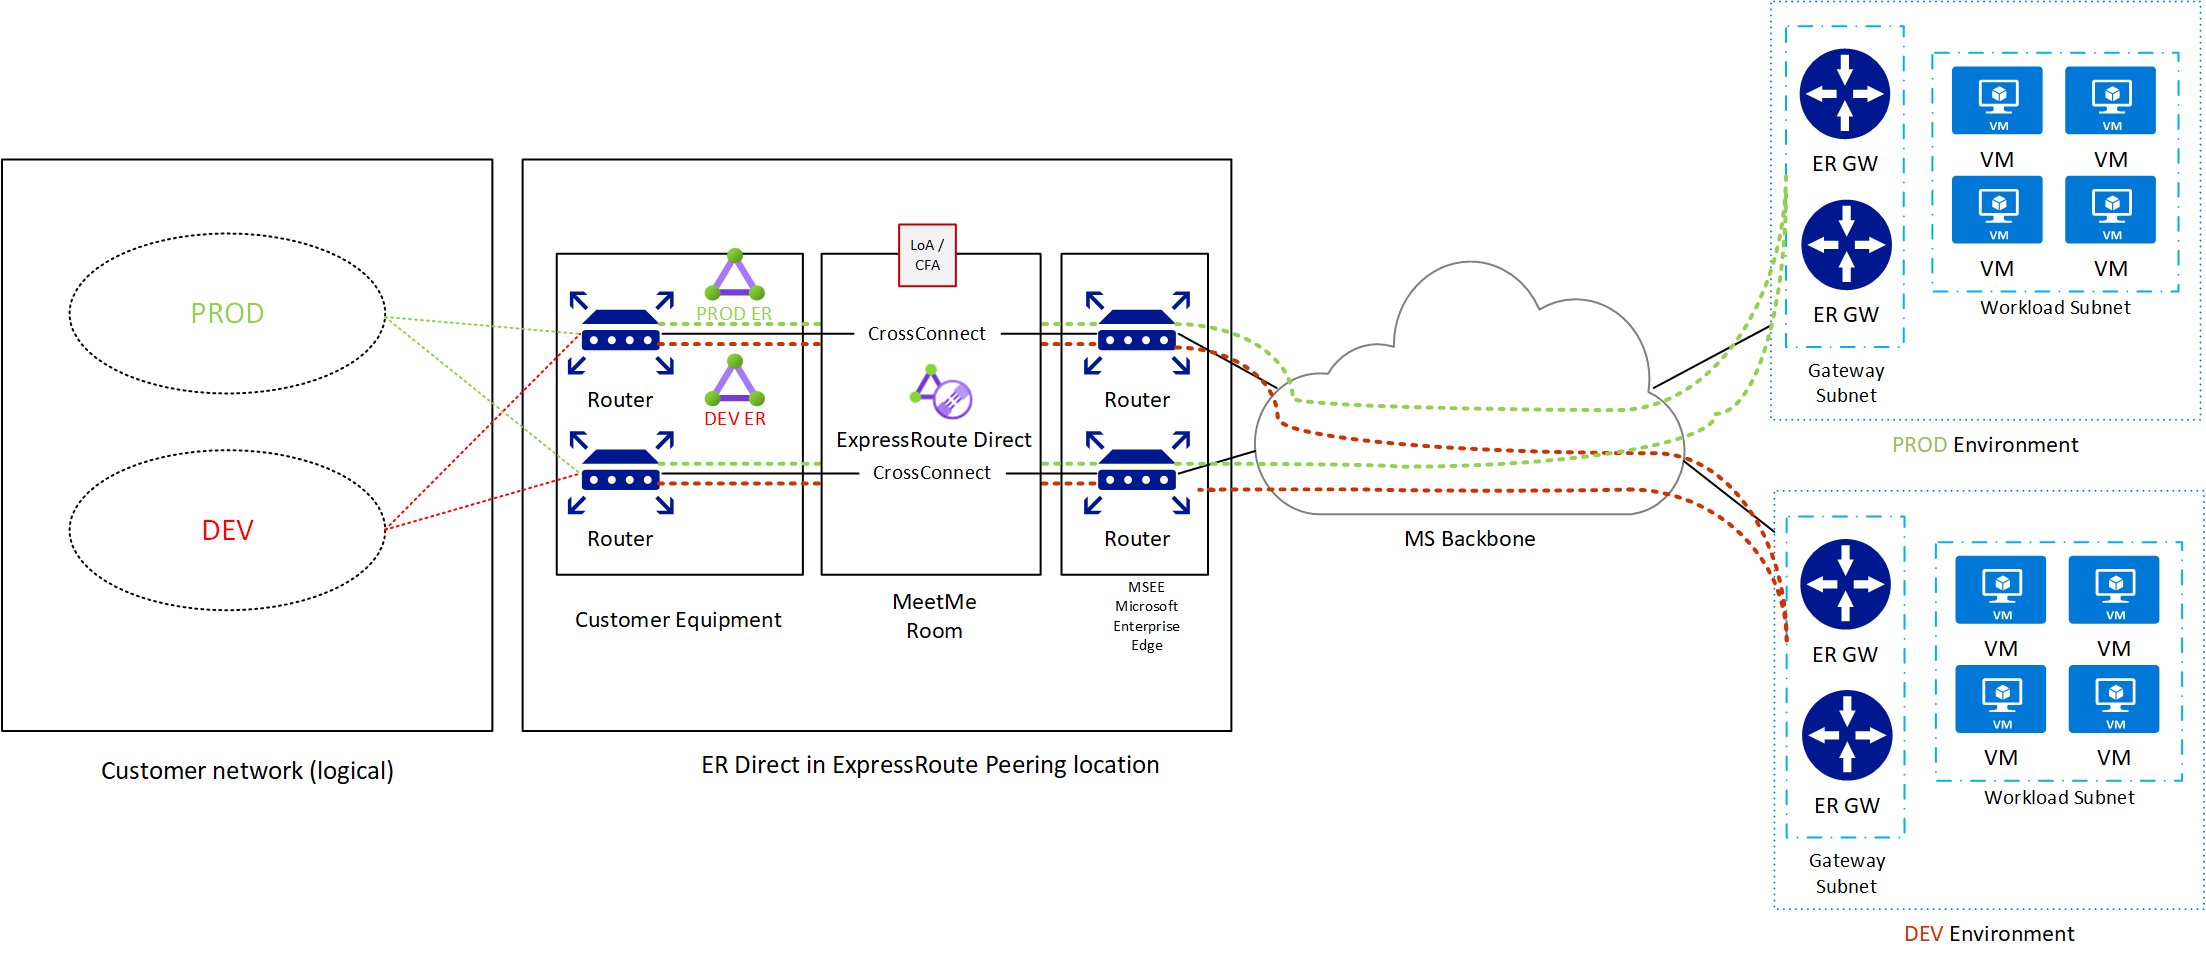 PROD
DEV
Customer network (logical)
PROD ER
DEV ER
Router
Router
Customer Equipment
LoA /
CFA
CrossConnect
ExpressRoute Direct
CrossConnect
MeetMe
Room
Router
Router
MSEE
Microsoft
Enterprise
Edge
ER Direct in ExpressRoute Peering location
MS Backbone
ER GW
ER GW
Gateway
Subnet
VM
VM
VM
VM
VM
VM
VM
VM
Workload Subnet
PROD Environment
ER GW
ER GW
Gateway
Subnet
VM
VM
VM
VM
VM
VM
VM
VM
Workload Subnet
DEV Environment